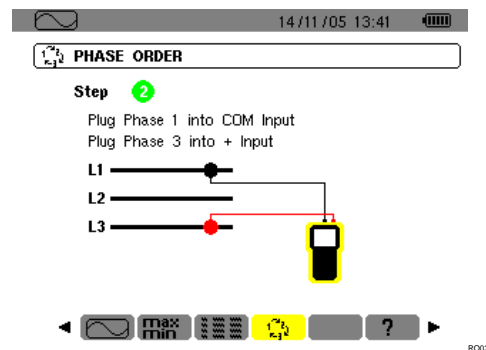 14/11/05 13:41
PHASE ORDER
Step 2
Plug Phase 1 into COM Input
Plug Phase 3 into + Input
L1
L2
L3
max
min
?